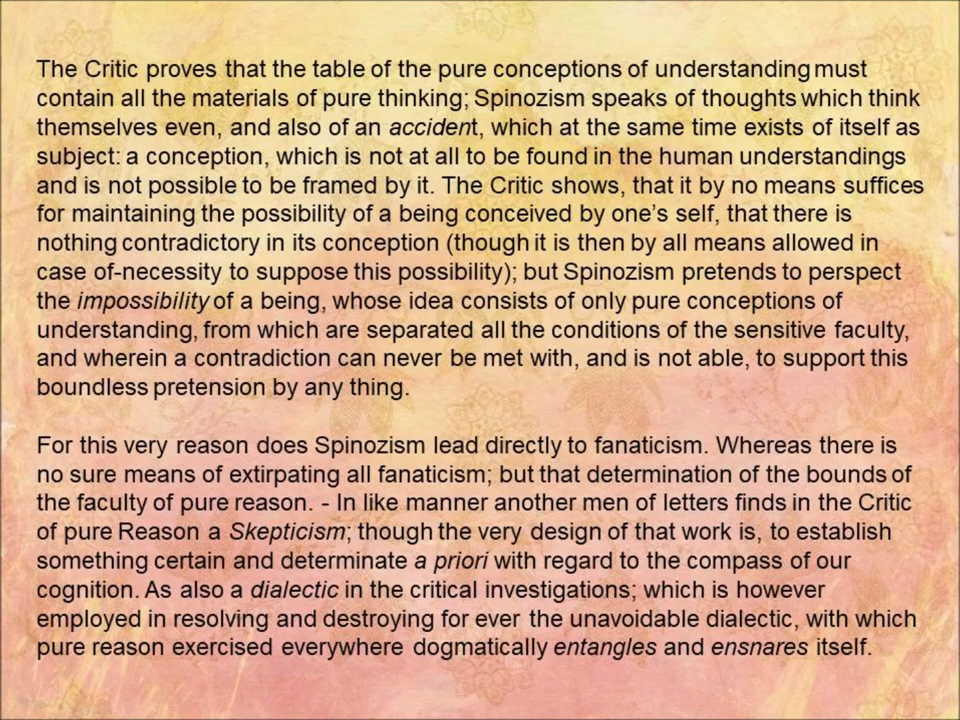 The Critic proves that the table of the pure conceptions of understanding must
contain all the materials of pure thinking; Spinozism speaks of thoughts which think
themselves even, and also of an accident, which at the same time exists of itself as
subject: a conception, which is not at all to be found in the human understandings
and is not possible to be framed by it. The Critic shows, that it by no means suffices
for maintaining the possibility of a being conceived by one’s self, that there is
nothing contradictory in its conception (though it is then by all means allowed in
case of-necessity to suppose this possibility); but Spinozism pretends to perspect
the impossibility of a being, whose idea consists of only pure conceptions of
understanding, from which are separated all the conditions of the sensitive faculty,
and wherein a contradiction can never be met with, and is not able, to support this
boundless pretension by any thing.

For this very reason does Spinozism lead directly to fanaticism. Whereas there is
no sure means of extirpating all fanaticism; but that determination of the bounds of
the faculty of pure reason. - In like manner another men of letters finds in the Critic
of pure Reason a Skepticism; though the very design of that work is, to establish
something certain and determinate a priori with regard to the compass of our
cognition. As also a dialectic in the critical investigations; which is however
employed in resolving and destroying for ever the unavoidable dialectic, with which
pure reason exercised everywhere dogmatically entangles and ensnares itself.